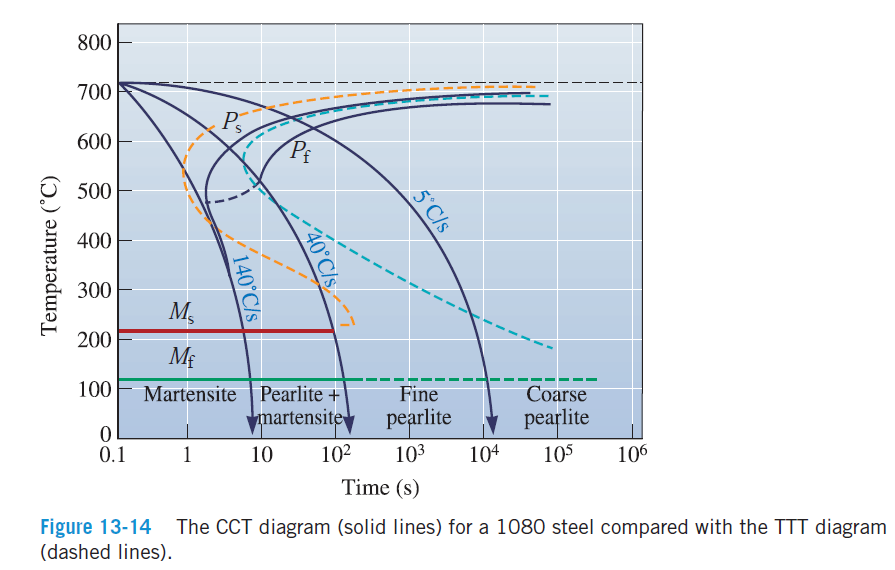 800
700
600
500
400
300
200
100
0
Temperature (°C)
Ps
Pf
5°C/s
40°C/s
140°C/s
Ms
Mf
Martensite
Pearlite +
martensite
Fine
pearlite
Coarse
pearlite
0.1 1 10 10² 10³ 10⁴ 10⁵ 10⁶
Time (s)
Figure 13-14 The CCT diagram (solid lines) for a 1080 steel compared with the TTT diagram
(dashed lines).